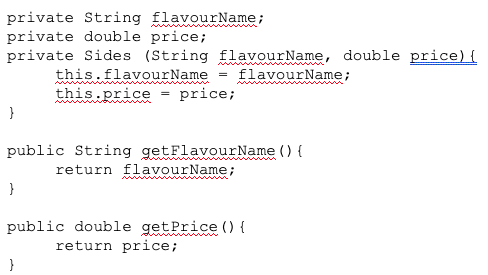 private String flavourName;
private double price;
private Sides (String flavourName, double price){
this.flavourName = flavourName;
this.price = price;
}
public String getFlavourName(){
return flavourName;
}
public double getPrice(){
return price;
}